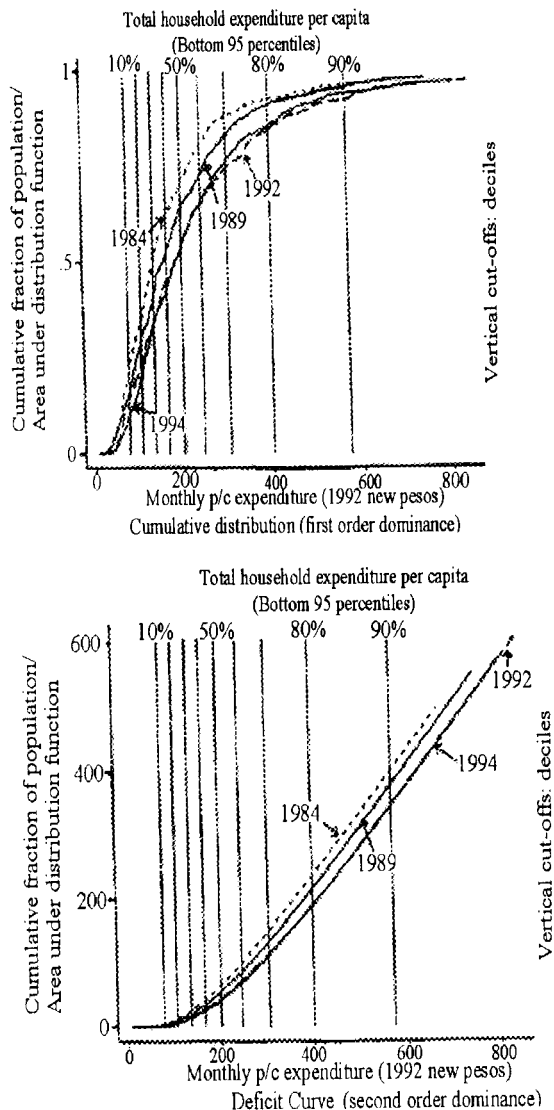 Total household expenditure per capita
(Bottom 95 percentiles)
10% 50% 80% 90%
1
.5
0
Cumulative fraction of population/
Area under distribution function
1984
1989
1992
1994
Vertical cut-offs: deciles
0 200 400 600 800
Monthly p/c expenditure (1992 new pesos)
Cumulative distribution (first order dominance)
Total household expenditure per capita
(Bottom 95 percentiles)
10% 50% 80% 90%
600
400
200
0
Cumulative fraction of population/
Area under distribution function
1992
1994
1984
1989
Vertical cut-offs: deciles
0 200 400 600 800
Monthly p/c expenditure (1992 new pesos)
Deficit Curve (second order dominance)